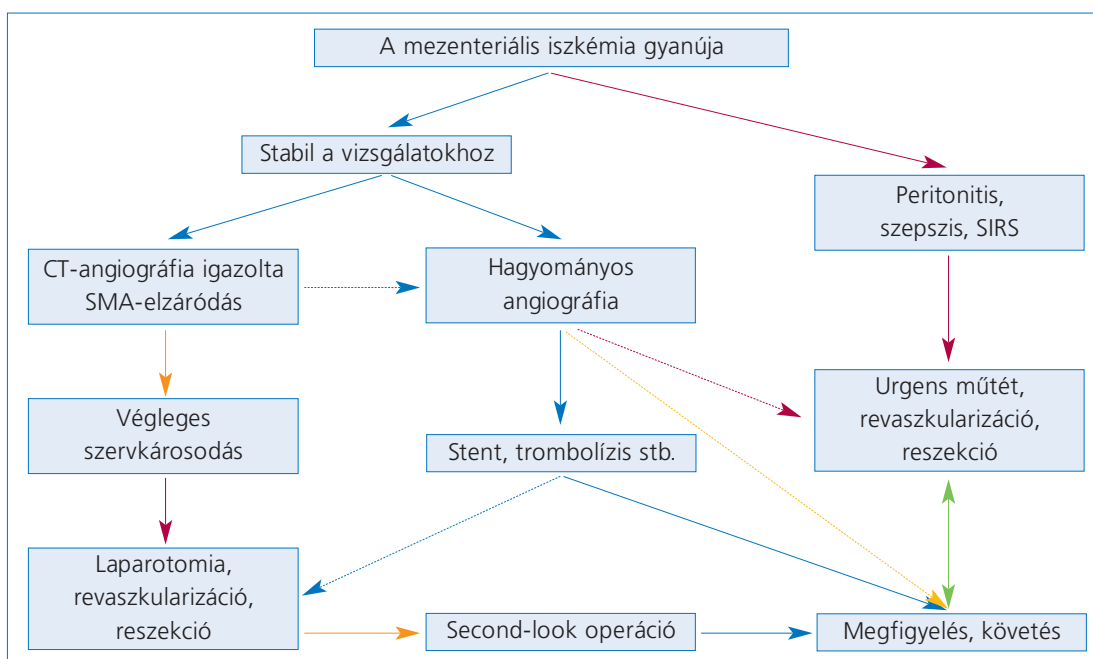 A mezenteriális iszkémia gyanúja
Stabil a vizsgálatokhoz
Peritonitis,
szepszis, SIRS
CT-angiográfia igazolta
SMA-elzáródás
Hagyományos
angiográfia
Urgens műtét,
revaszkularizáció,
reszekció
Végleges
szervkárosodás
Stent, trombolízis stb.
Laparotomia,
revaszkularizáció,
reszekció
Second-look operáció
Megfigyelés, követés